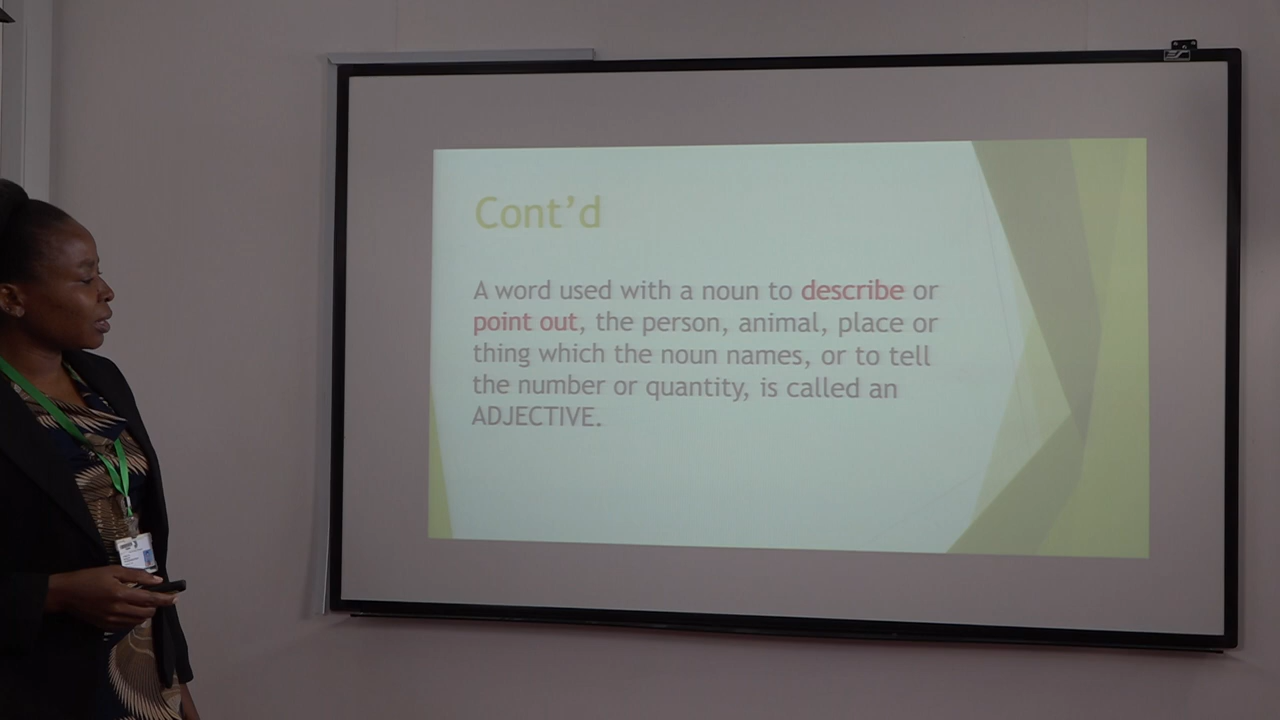 Cont'd
A word used with a noun to describe or
point out, the person, animal, place or
thing which the noun names, or to tell
the number or quantity, is called an
ADJECTIVE.